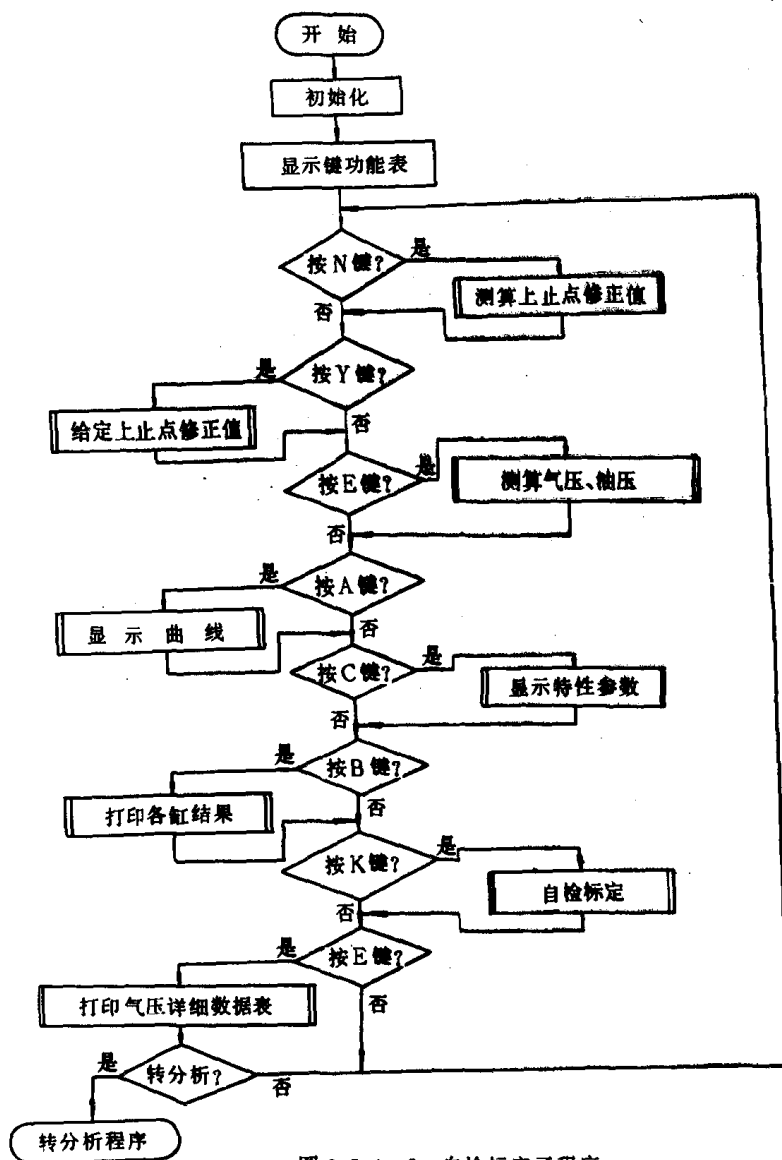 开 始
初始化
显示键功能表
按N键?
是
测算上止点修正值
否
按Y键?
是
给定上止点修正值
否
按E键?
是
测算气压、油压
否
按A键?
是
显 示 曲 线
否
按C键?
是
显示特性参数
否
按B键?
是
打印各缸结果
否
按K键?
是
自检标定
否
按E键?
是
打印气压详细数据表
否
转分析?
是
否
转分析程序